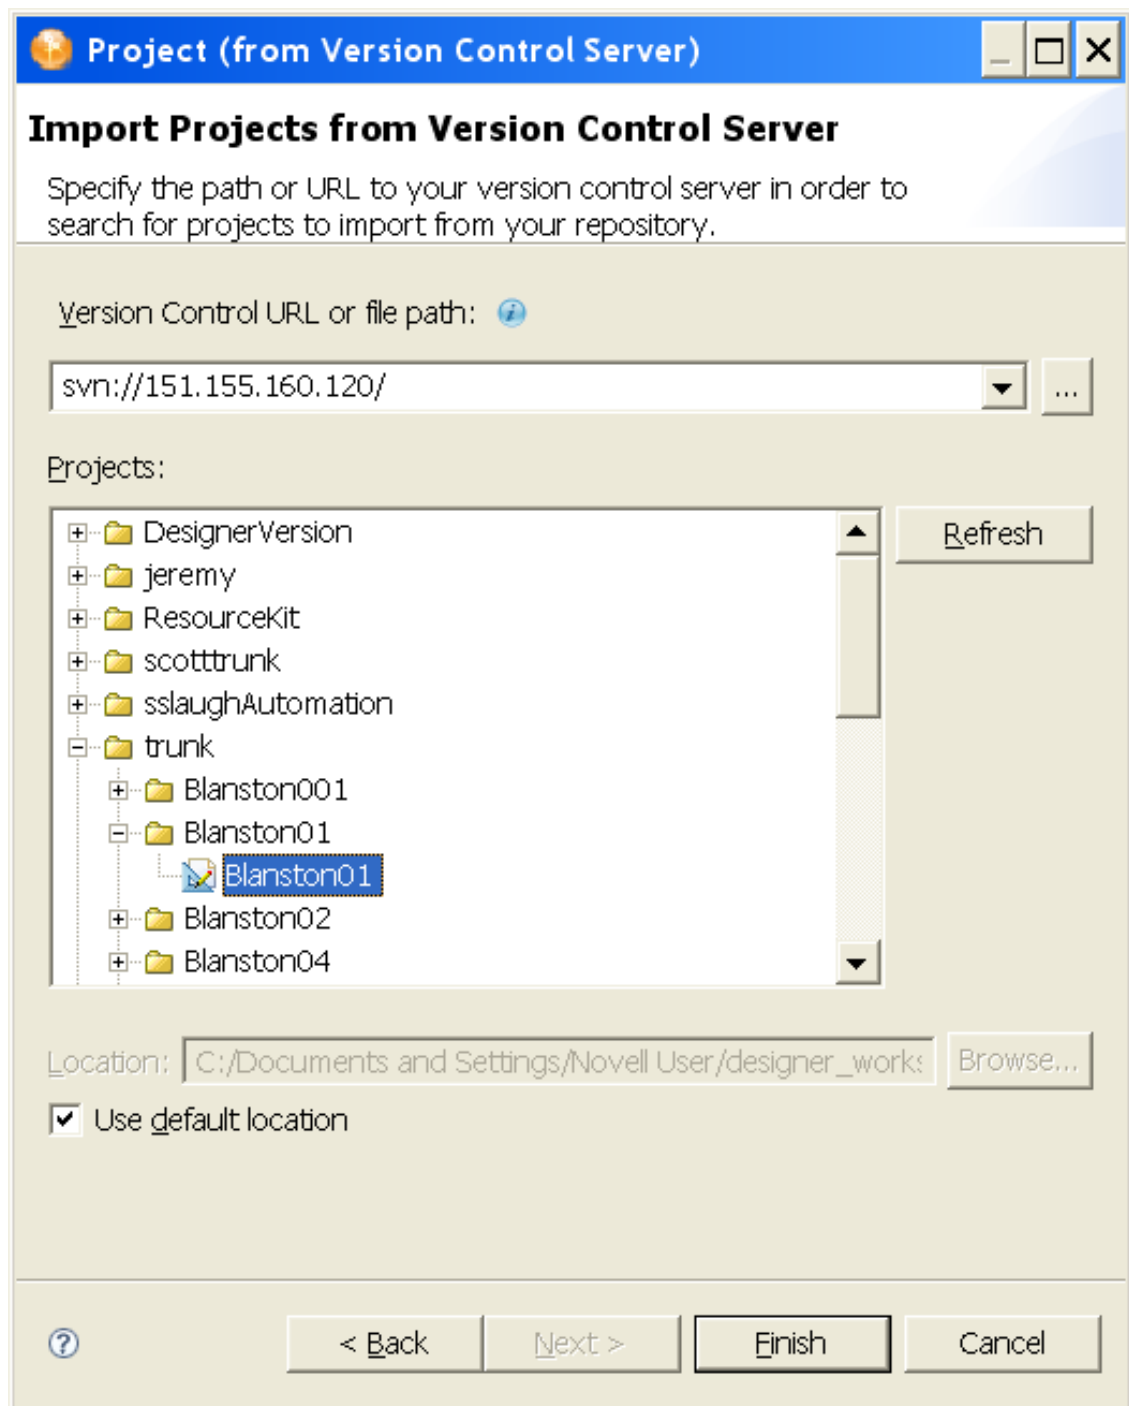 Project (from Version Control Server)
Import Projects from Version Control Server
Specify the path or URL to your version control server in order to
search for projects to import from your repository.
Version Control URL or file path:
svn://151.155.160.120/
...
Projects:
DesignerVersion
Refresh
jeremy
ResourceKit
scotttrunk
sslaughAutomation
trunk
Blanston001
Blanston01
Blanston01
Blanston02
Blanston04
Location: C:/Documents and Settings/Novell User/designer_works Browse...
Use default location
< Back Next > Finish Cancel